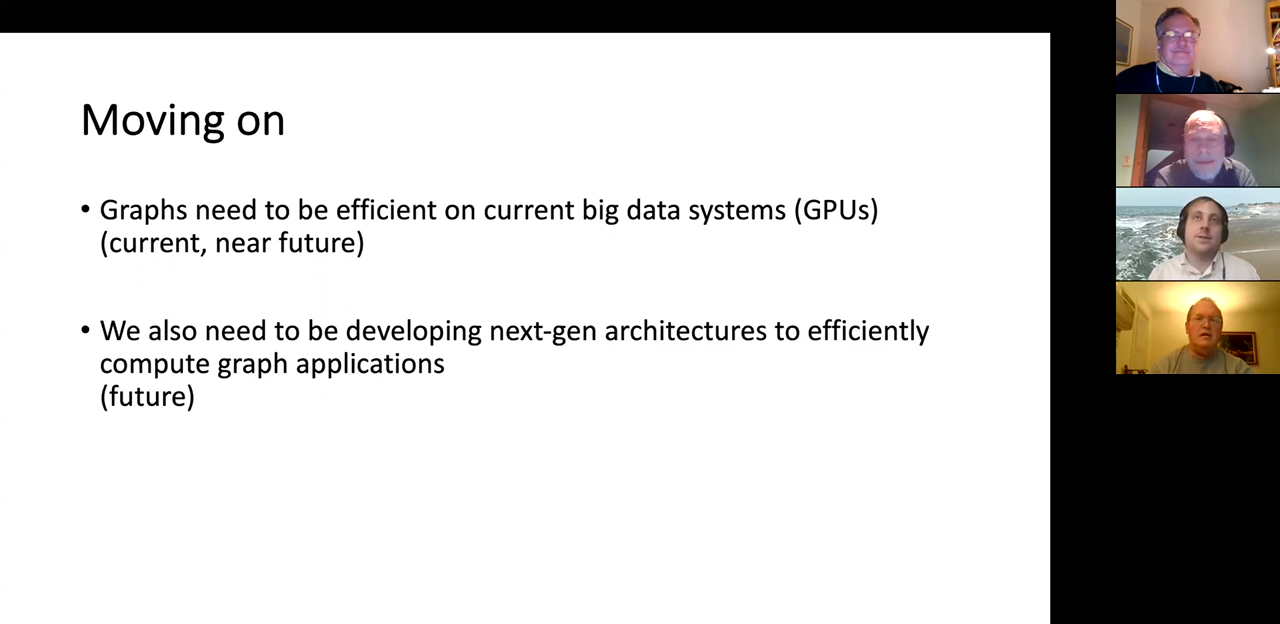 Moving on
• Graphs need to be efficient on current big data systems (GPUs)
(current, near future)
• We also need to be developing next-gen architectures to efficiently
compute graph applications
(future)